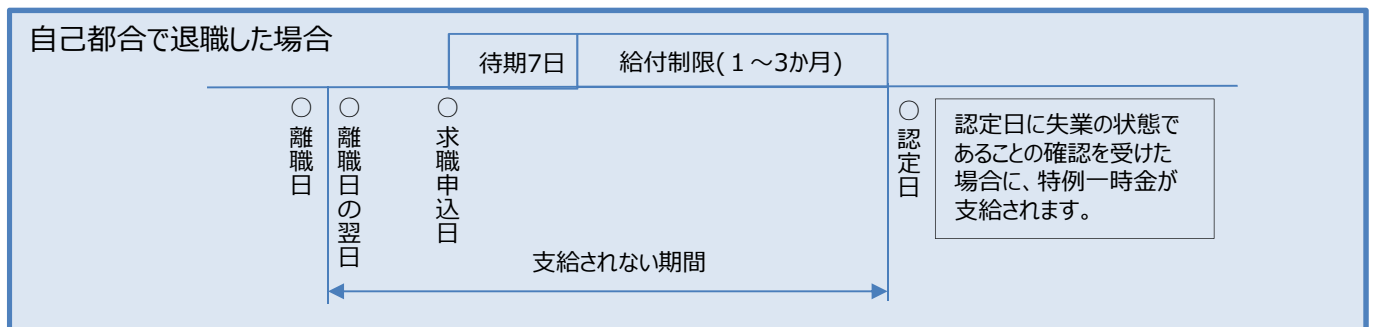 自己都合で退職した場合
待期7日
給付制限(１～3か月)
○離職日
○離職日の翌日
○求職申込日
○認定日
認定日に失業の状態で
あることの確認を受けた
場合に、特例一時金が
支給されます。
支給されない期間